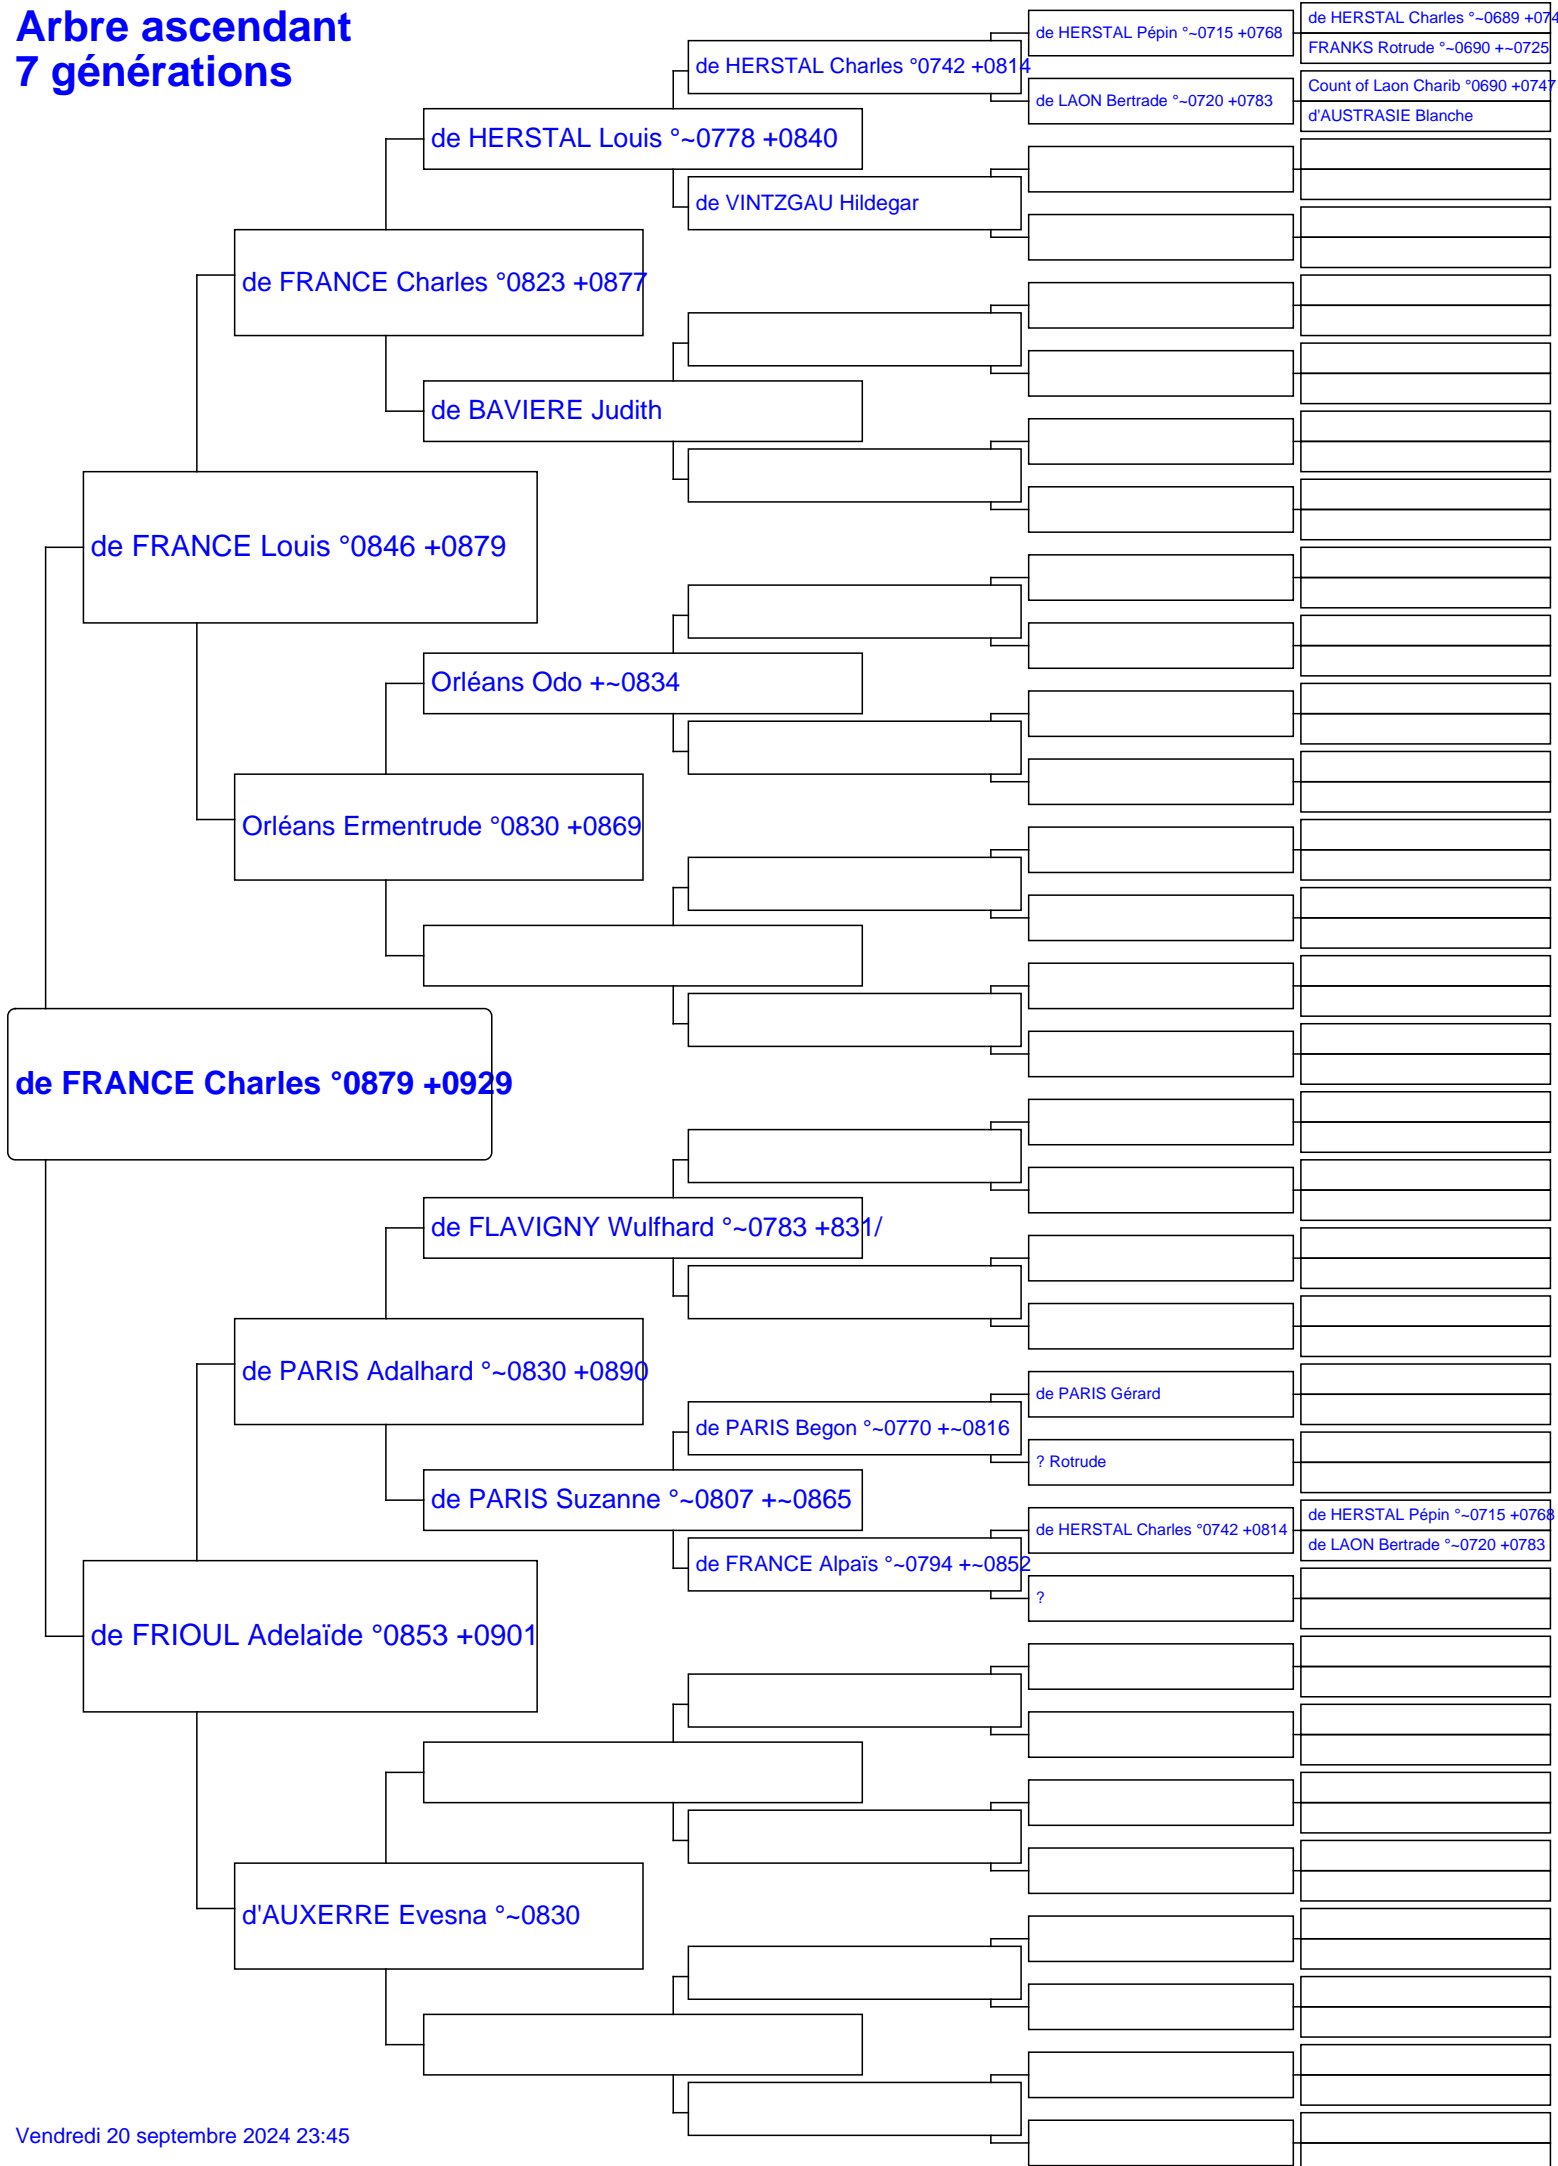 Arbre ascendant
7 générations
de HERSTAL Pépin °~0715 +0768
de HERSTAL Charles °~0689 +074
FRANKS Rotrude °~0690 +~0725
de HERSTAL Charles °0742 +0814
de LAON Bertrade °~0720 +0783
Count of Laon Charib °0690 +0747
d'AUSTRASIE Blanche
de HERSTAL Louis °~0778 +0840
de VINTZGAU Hildegar
de FRANCE Charles °0823 +0877
de BAVIERE Judith
de FRANCE Louis °0846 +0879
Orléans Odo +~0834
Orléans Ermentrude °0830 +0869
de FRANCE Charles °0879 +0929
de FLAVIGNY Wulfhard °~0783 +831/
de PARIS Adalhard °~0830 +0890
de PARIS Gérard
de PARIS Begon °~0770 +~0816
? Rotrude
de PARIS Suzanne °~0807 +~0865
de HERSTAL Pépin °~0715 +0768
de HERSTAL Charles °0742 +0814
de LAON Bertrade °~0720 +0783
de FRANCE Alpaïs °~0794 +~0852
?
de FRIOUL Adelaïde °0853 +0901
d'AUXERRE Evesna °~0830
Vendredi 20 septembre 2024 23:45